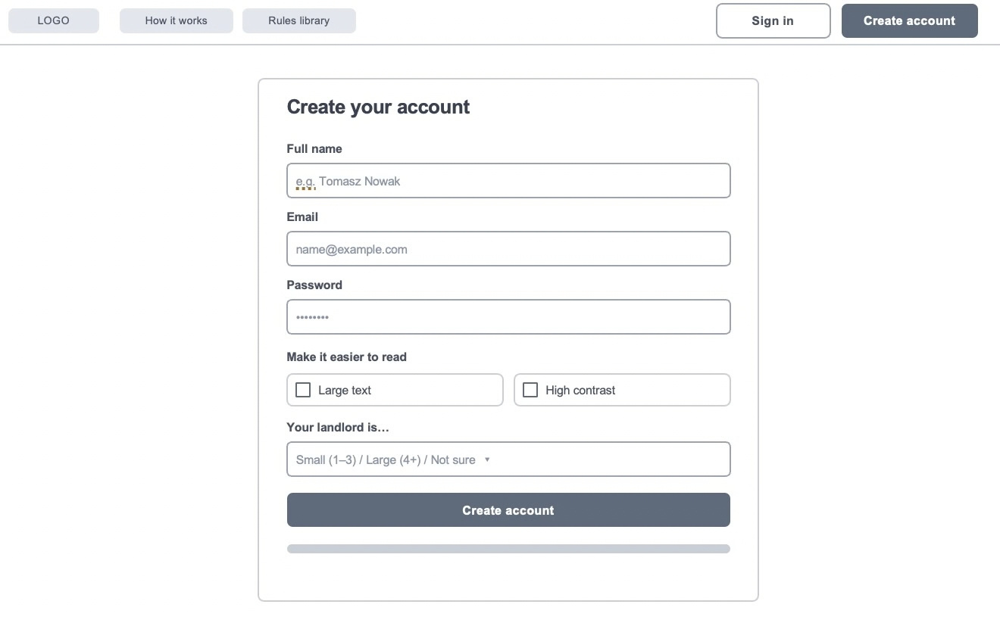 LOGO
How it works
Rules library
Sign in
Create account
Create your account
Full name
e.g. Tomasz Nowak
Email
name@example.com
Password
••••••••
Make it easier to read
Large text
High contrast
Your landlord is…
Small (1–3) / Large (4+) / Not sure ▾
Create account